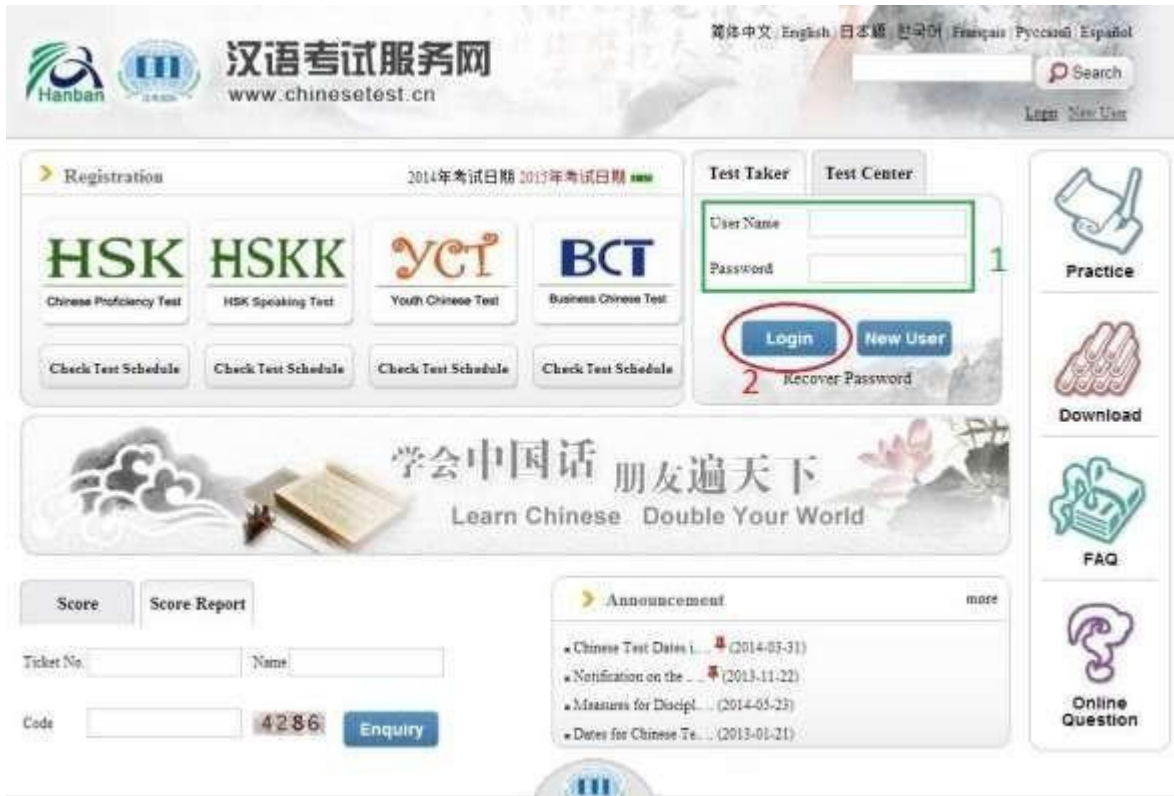 简体中文 English 日本語 한국어 Français Русский Español
Hanban
汉语考试服务网
www.chinesetest.cn
Search
Login New User
Registration
2014年考试日期 2015年考试日期
HSK
Chinese Proficiency Test
HSKK
HSK Speaking Test
YCT
Youth Chinese Test
BCT
Business Chinese Test
Check Test Schedule Check Test Schedule Check Test Schedule Check Test Schedule
Test Taker Test Center
User Name
Password
1
Login New User
2
Recover Password
Practice
Download
FAQ
Online
Question
学会中国话 朋友遍天下
Learn Chinese Double Your World
Score Score Report
Ticket No. Name
Code 4286 Enquiry
Announcement more
Chinese Test Dates i... (2014-03-31)
Notification on the ... (2013-11-22)
Measures for Discipl... (2014-05-23)
Dates for Chinese Te... (2013-01-21)